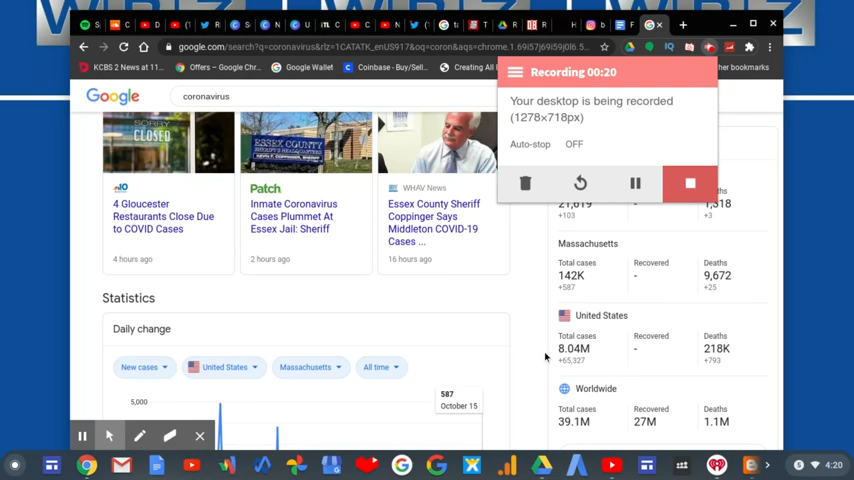 google.com/search?q=coronavirus&rlz=1CATATK_enUS917&oq=coron&aqs=chrome.1.69i57j69i59j0l6.5...
KCBS 2 News at 11...
Offers – Google Chr...
Google Wallet
Coinbase - Buy/Sell...
Creating All
her bookmarks
Recording 00:20
Your desktop is being recorded
(1278×718px)
Auto-stop OFF
Google
coronavirus
SORRY
CLOSED
ESSEX COUNTY
10
4 Gloucester
Restaurants Close Due
to COVID Cases
4 hours ago
Patch
Inmate Coronavirus
Cases Plummet At
Essex Jail: Sheriff
2 hours ago
WHAV News
Essex County Sheriff
Coppinger Says
Middleton COVID-19
Cases ...
16 hours ago
Statistics
Daily change
New cases
United States
Massachusetts
All time
5,000
587
October 15
21,619 - 1,318
+103 +3
Massachusetts
Total cases Recovered Deaths
142K - 9,672
+587 +25
United States
Total cases Recovered Deaths
8.04M - 218K
+65,327 +793
Worldwide
Total cases Recovered Deaths
39.1M 27M 1.1M
4:20